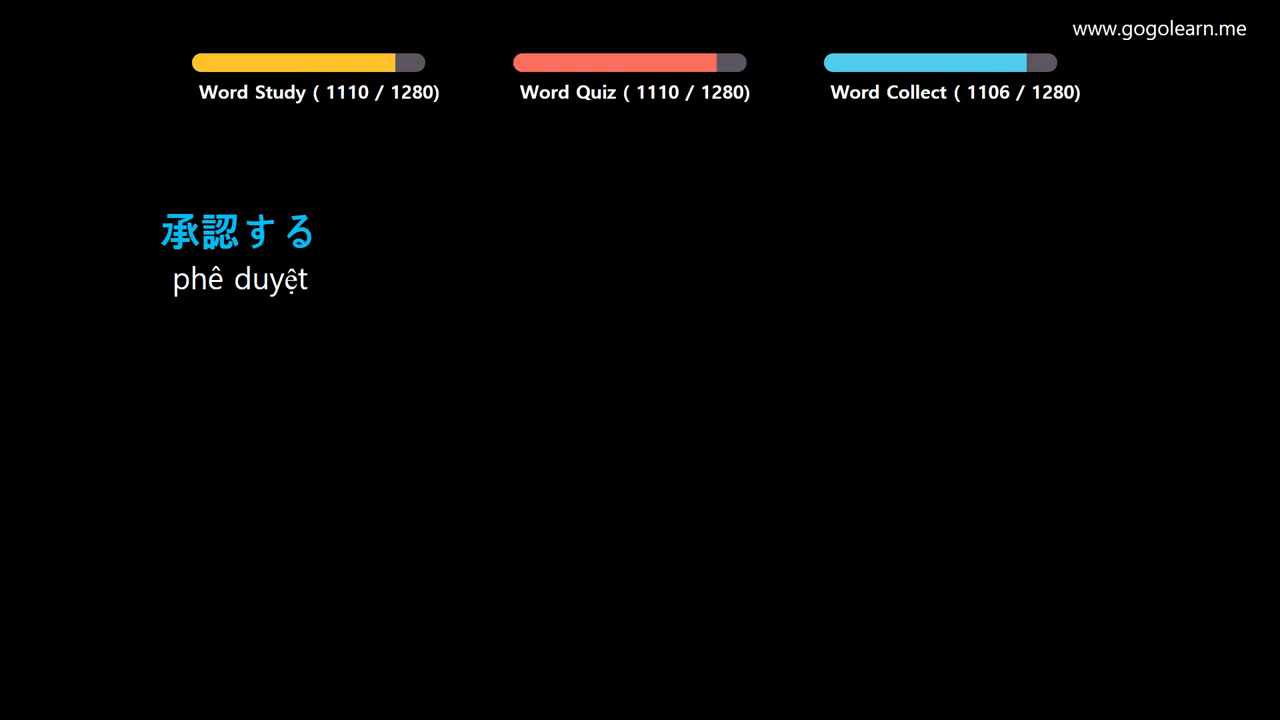 www.gogolearn.me
Word Study ( 1110 / 1280)
Word Quiz ( 1110 / 1280)
Word Collect ( 1106 / 1280)
承認する
phê duyệt